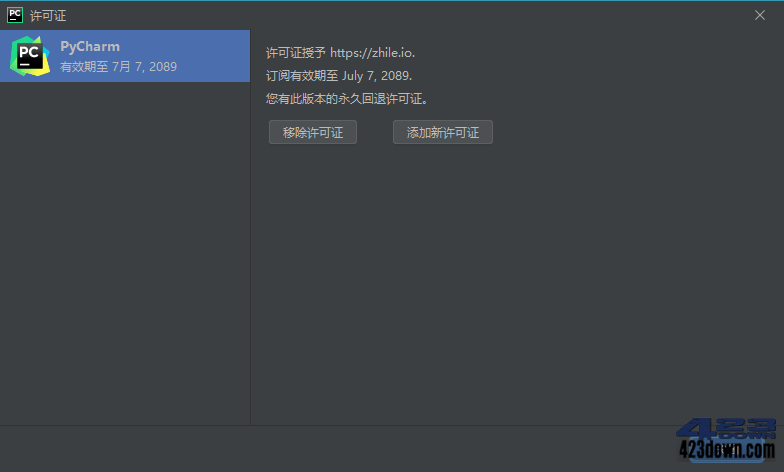 PC 许可证
PC
PyCharm
有效期至 7月 7, 2089
许可证授予 https://zhile.io.
订阅有效期至 July 7, 2089.
您有此版本的永久回退许可证。
移除许可证
添加新许可证
423
423down.com